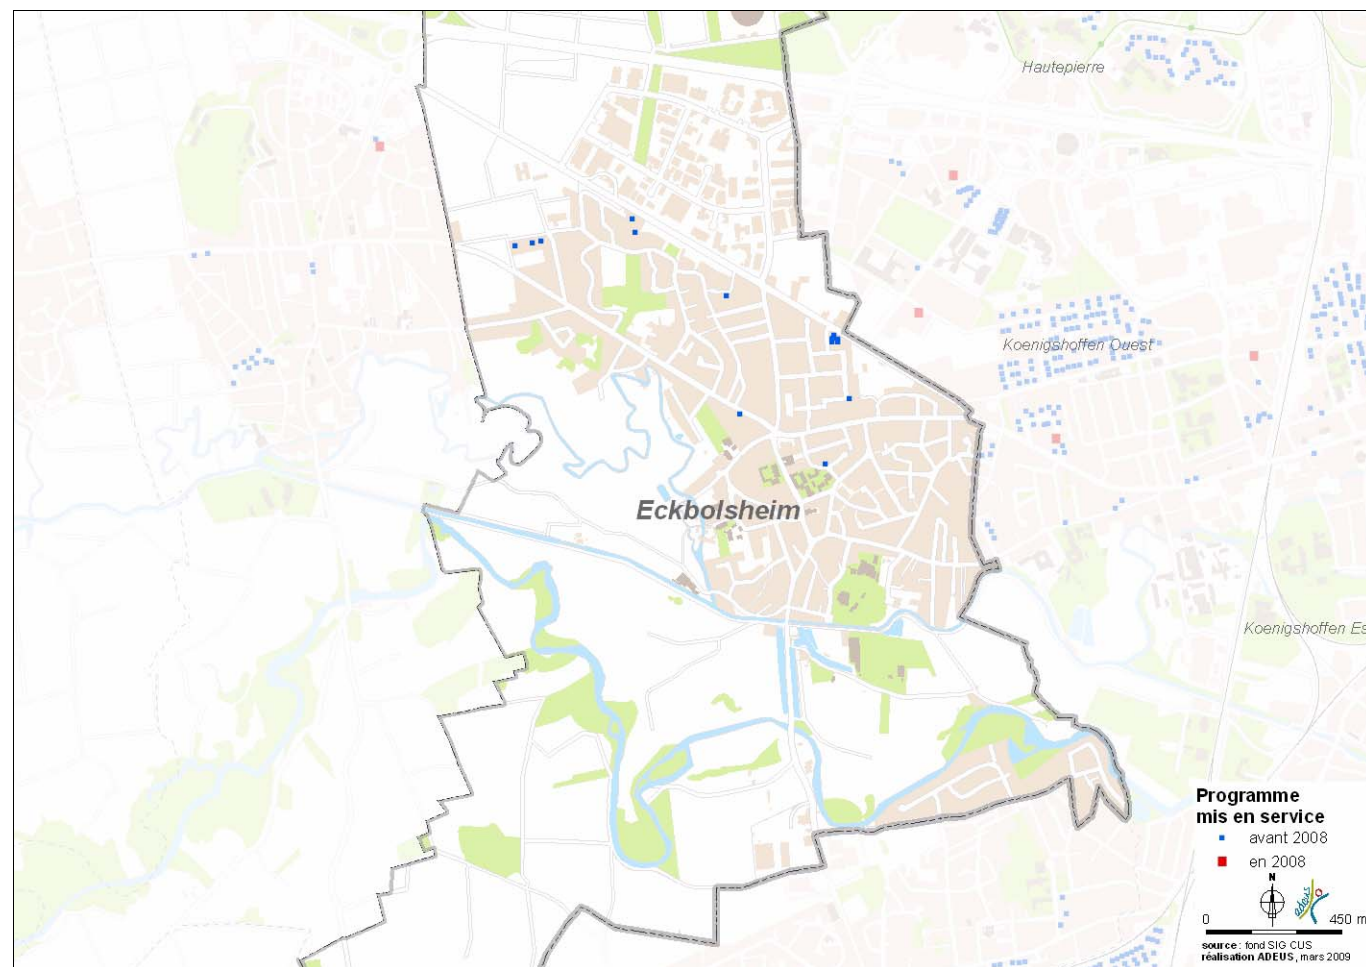 Hautepierre
Koenigshoffen Ouest
Eckbolsheim
Koenigshoffen Es
Programme
mis en service
avant 2008
en 2008
N
adeus
0 450 m
source : fond SIG CUS
réalisation ADEUS, mars 2009